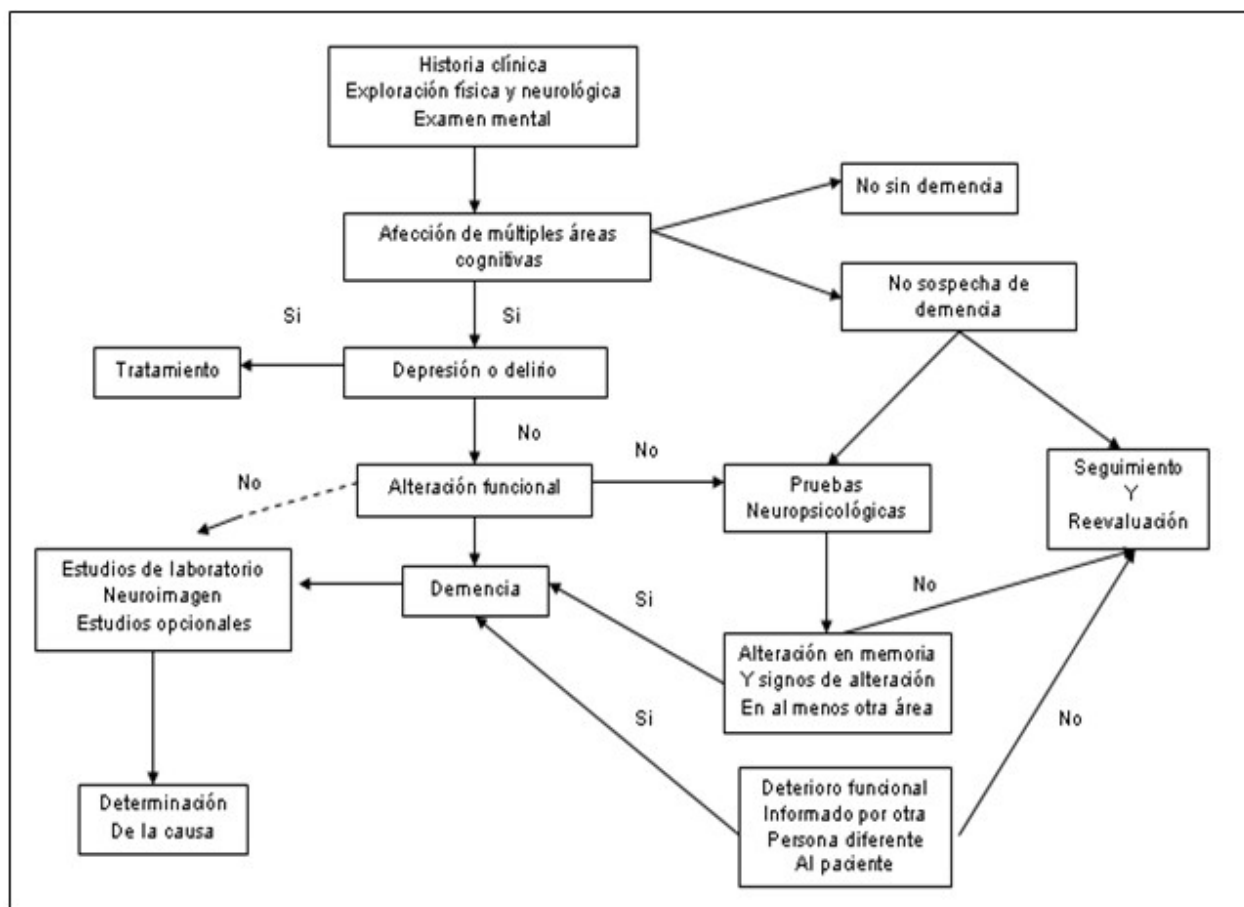 Historia clínica
Exploración física y neurológica
Examen mental
No sin demencia
Afección de múltiples áreas
cognitivas
No sospecha de
demencia
Si
Si
Tratamiento
Depresión o delirio
No
No
No
Alteración funcional
Pruebas
Neuropsicológicas
Seguimiento
Y
Reevaluación
Estudios de laboratorio
Neuroimagen
Estudios opcionales
Demencia
Si
No
Alteración en memoria
Y signos de alteración
En al menos otra área
Si
No
Determinación
De la causa
Deterioro funcional
Informado por otra
Persona diferente
Al paciente